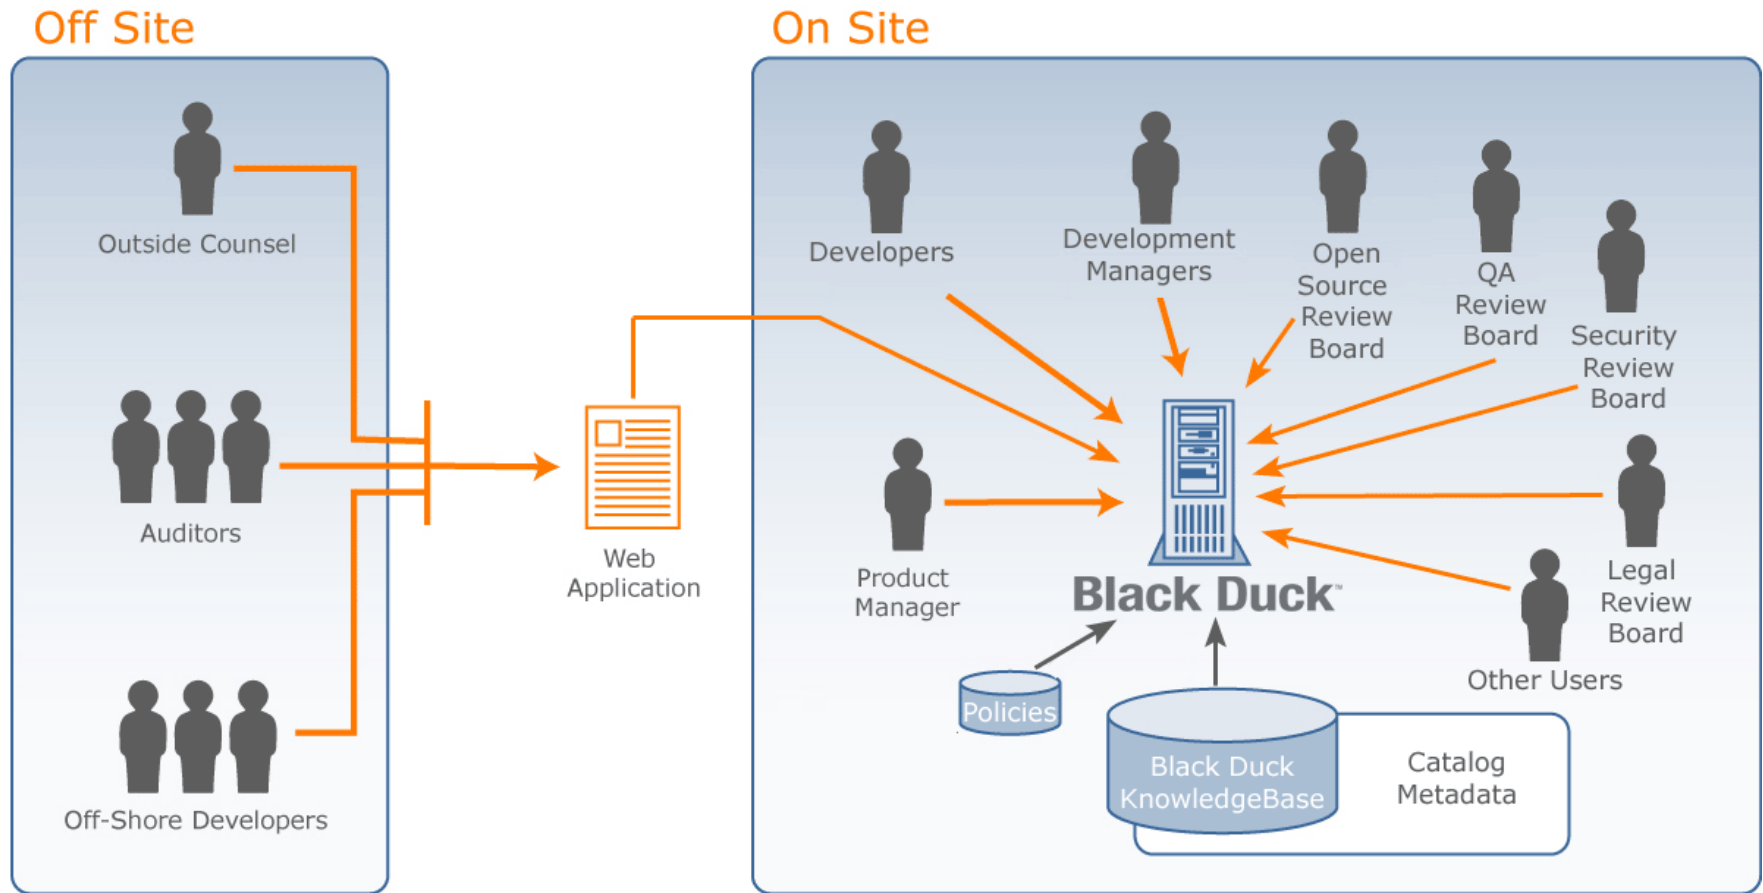 Off Site
On Site
Outside Counsel
Auditors
Off-Shore Developers
Web
Application
Developers
Development
Managers
Open
Source
Review
Board
QA
Review
Board
Security
Review
Board
Product
Manager
Black Duck™
Legal
Review
Board
Other Users
Policies
Black Duck
KnowledgeBase
Catalog
Metadata